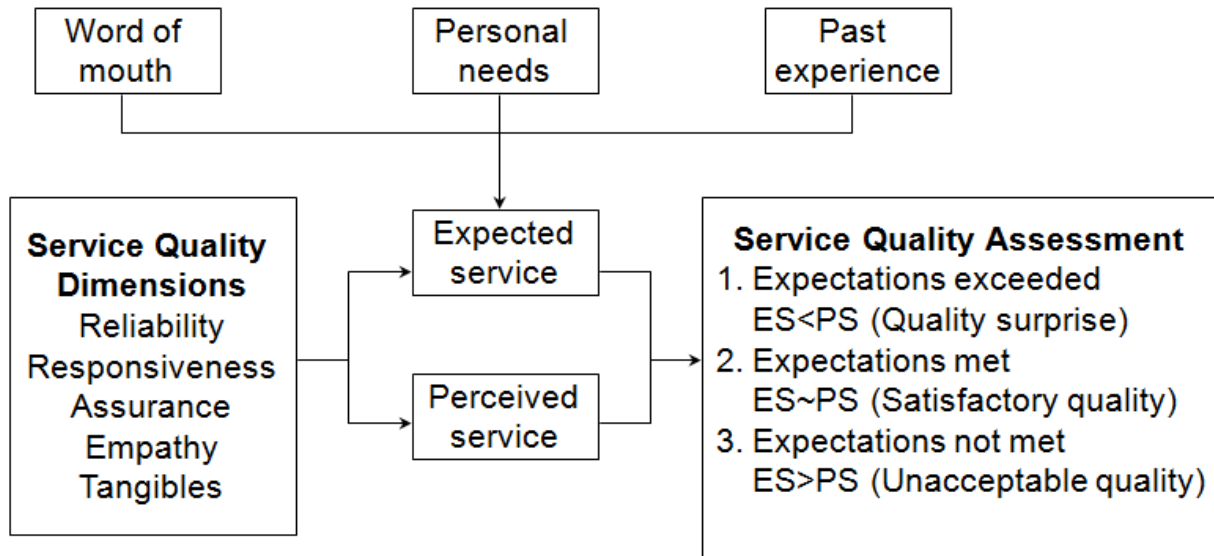 Word of
mouth
Personal
needs
Past
experience
Service Quality
Dimensions
Reliability
Responsiveness
Assurance
Empathy
Tangibles
Expected
service
Perceived
service
Service Quality Assessment
1. Expectations exceeded
ES<PS (Quality surprise)
2. Expectations met
ES~PS (Satisfactory quality)
3. Expectations not met
ES>PS (Unacceptable quality)